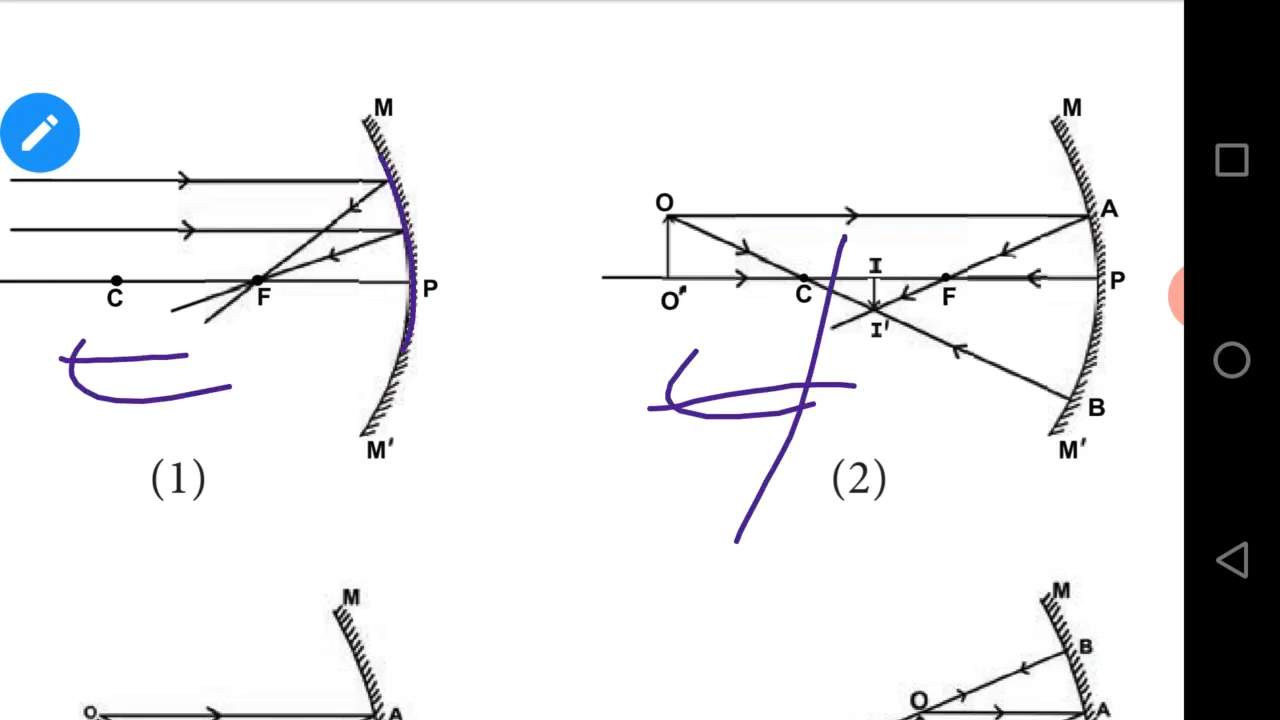 M M
O A
I
C F P C F P
O" I'
B
M' M'
(1) (2)
M M
B
O
O A A